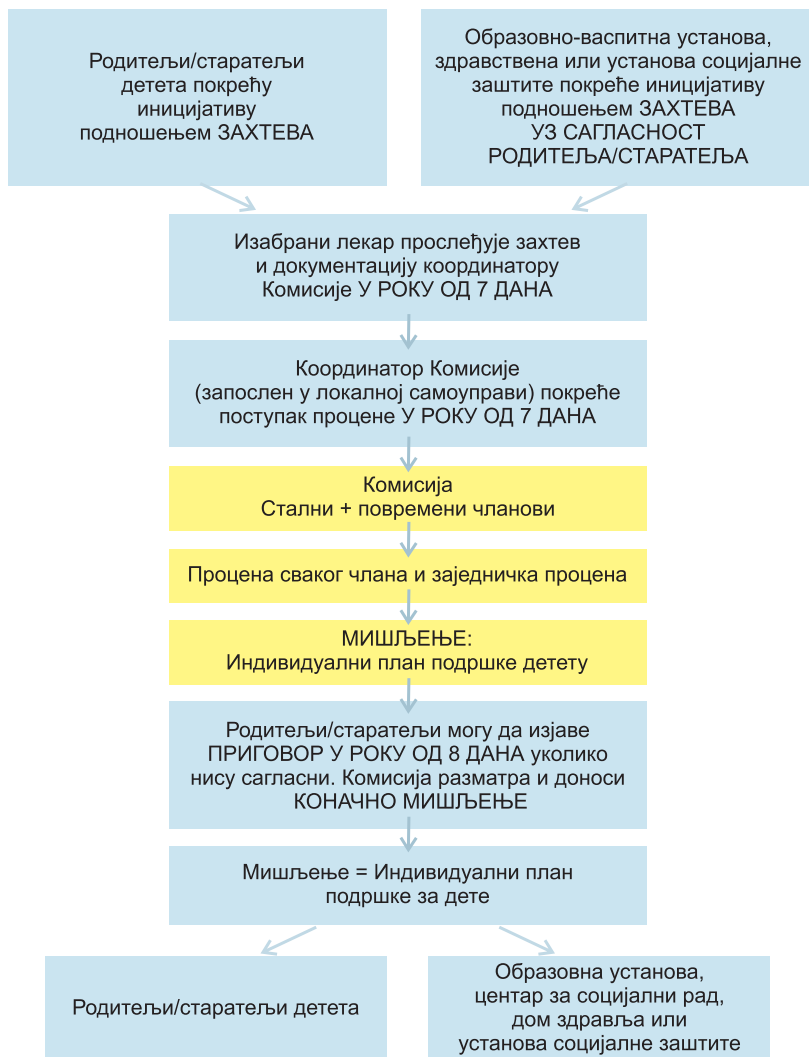 Родитељи/старатељи
детета покрећу
иницијативу
подношењем ЗАХТЕВА
Образовно-васпитна установа,
здравствена или установа социјалне
заштите покреће иницијативу
подношењем ЗАХТЕВА
УЗ САГЛАСНОСТ
РОДИТЕЉА/СТАРАТЕЉА
Изабрани лекар прослеђује захтев
и документацију координатору
Комисије У РОКУ ОД 7 ДАНА
Координатор Комисије
(запослен у локалној самоуправи) покреће
поступак процене У РОКУ ОД 7 ДАНА
Комисија
Стални + повремени чланови
Процена сваког члана и заједничка процена
МИШЉЕЊЕ:
Индивидуални план подршке детету
Родитељи/старатељи могу да изјаве
ПРИГОВОР У РОКУ ОД 8 ДАНА уколико
нису сагласни. Комисија разматра и доноси
КОНАЧНО МИШЉЕЊЕ
Мишљење = Индивидуални план
подршке за дете
Родитељи/старатељи детета
Образовна установа,
центар за социјални рад,
дом здравља или
установа социјалне заштите